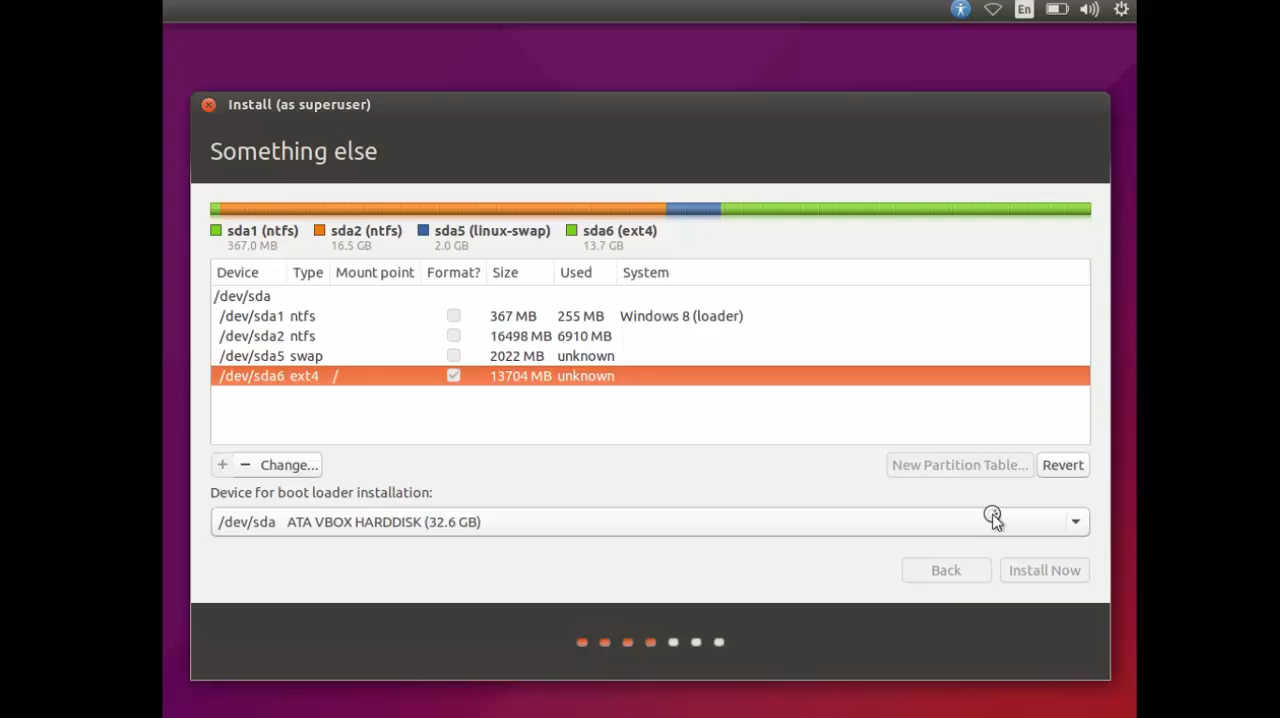 En
Install (as superuser)
Something else
sda1 (ntfs) sda2 (ntfs) sda5 (linux-swap) sda6 (ext4)
367.0 MB 16.5 GB 2.0 GB 13.7 GB
Device Type Mount point Format? Size Used System
/dev/sda
/dev/sda1 ntfs 367 MB 255 MB Windows 8 (loader)
/dev/sda2 ntfs 16498 MB 6910 MB
/dev/sda5 swap 2022 MB unknown
/dev/sda6 ext4 / 13704 MB unknown
+ − Change... New Partition Table... Revert
Device for boot loader installation:
/dev/sda ATA VBOX HARDDISK (32.6 GB)
Back Install Now